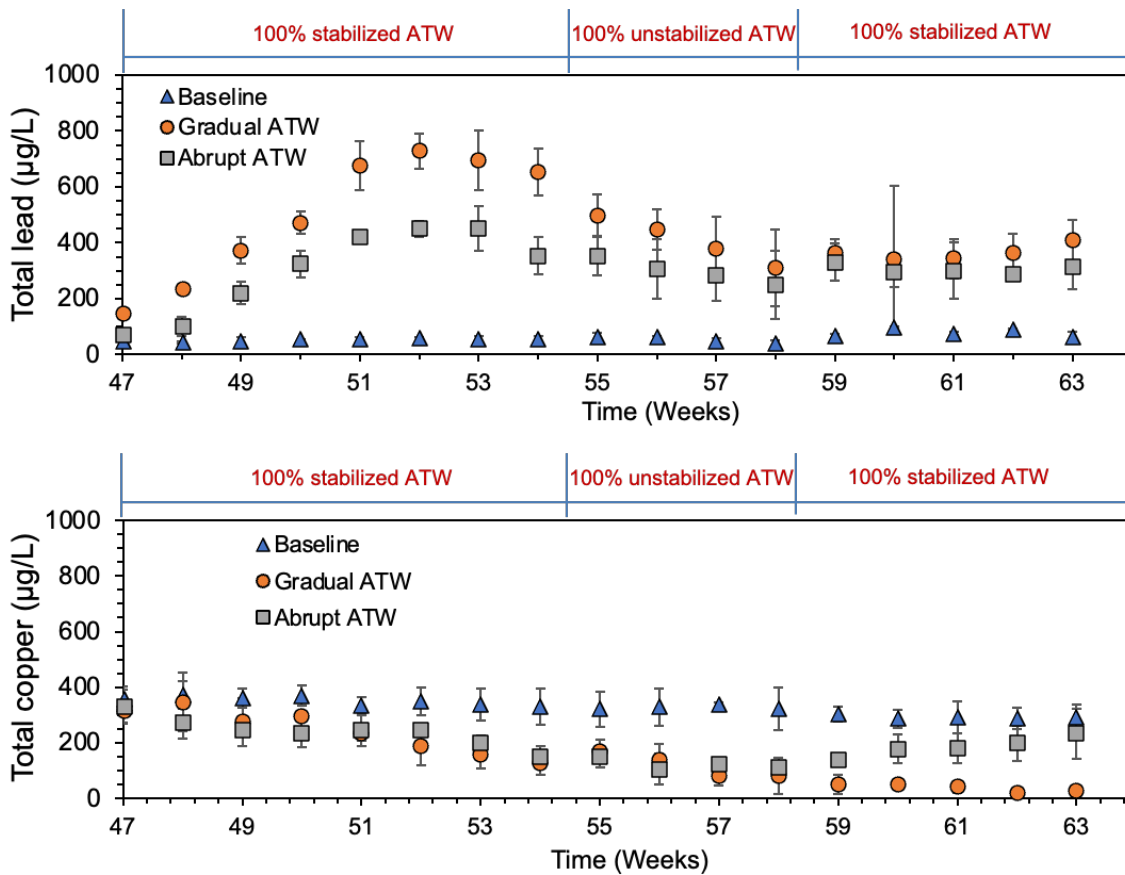 100% stabilized ATW 100% unstabilized ATW 100% stabilized ATW
1000
800
600
400
200
0
Total lead (µg/L)
Baseline
Gradual ATW
Abrupt ATW
47 49 51 53 55 57 59 61 63
Time (Weeks)
100% stabilized ATW 100% unstabilized ATW 100% stabilized ATW
1000
800
600
400
200
0
Total copper (µg/L)
Baseline
Gradual ATW
Abrupt ATW
47 49 51 53 55 57 59 61 63
Time (Weeks)